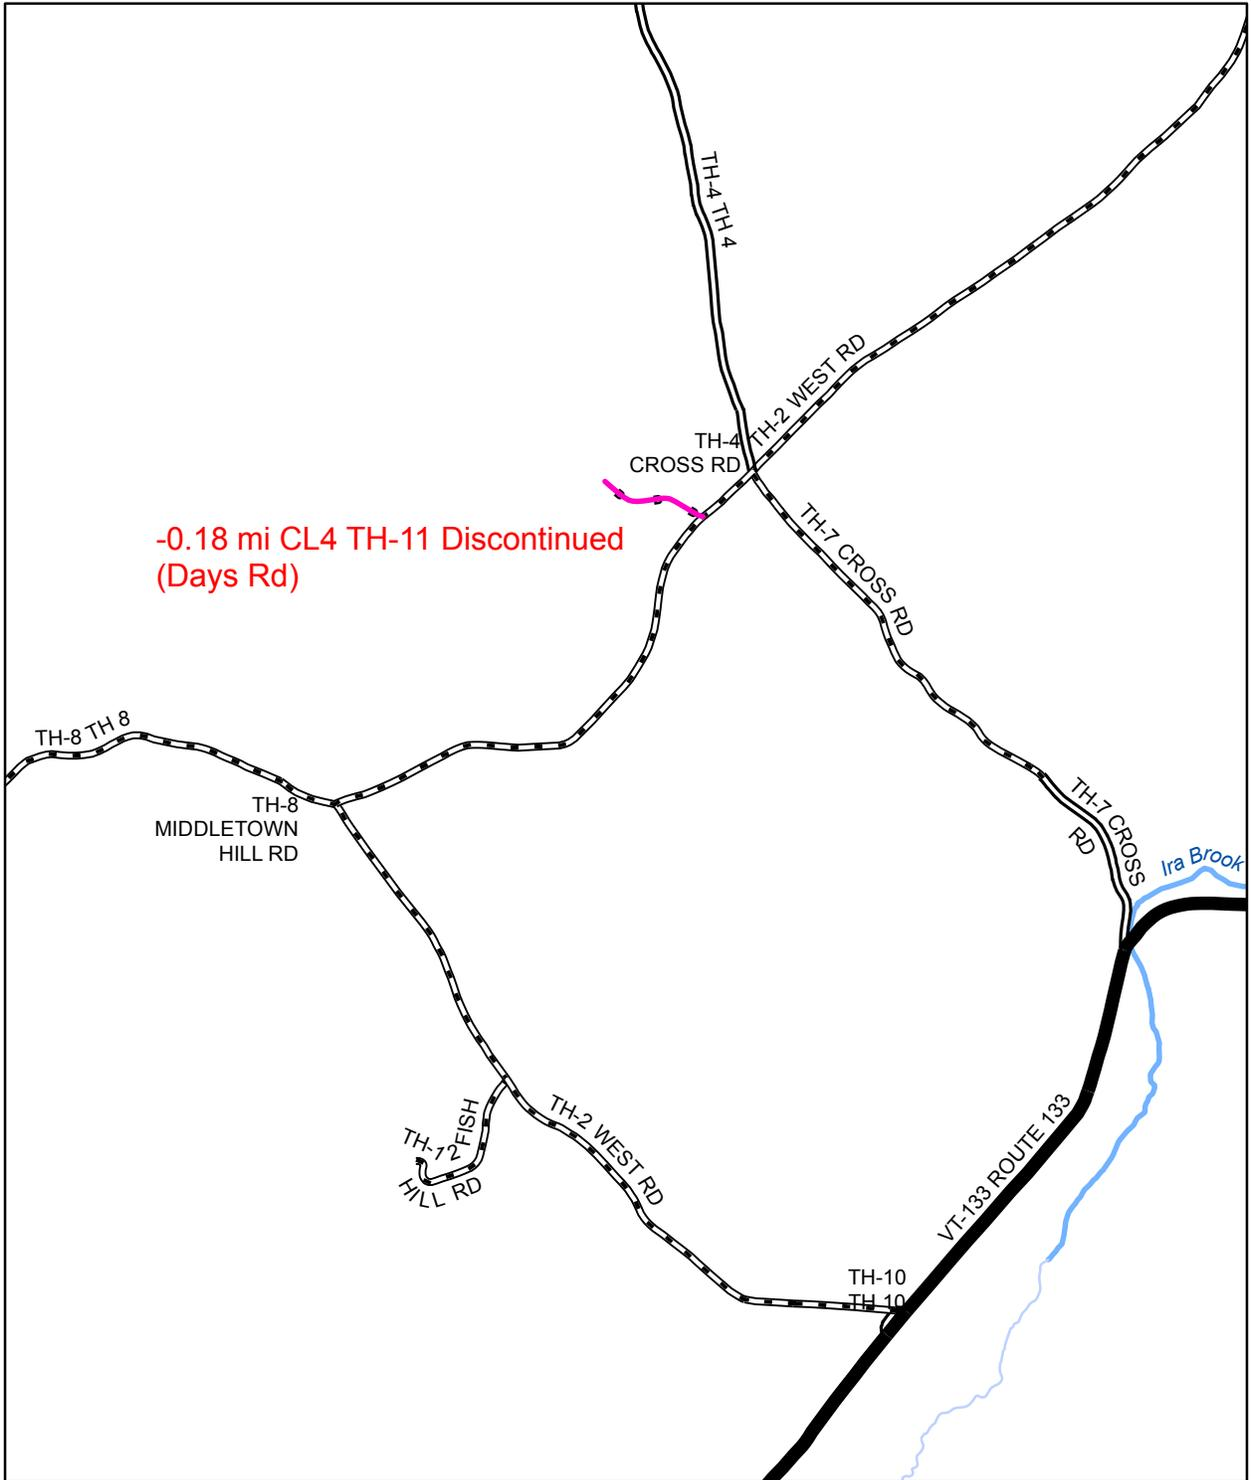 TH-4 TH 4
TH-2 WEST RD
TH-4
CROSS RD
TH-7 CROSS RD
-0.18 mi CL4 TH-11 Discontinued
(Days Rd)
TH-8 TH 8
TH-8
MIDDLETOWN
HILL RD
TH-7 CROSS
RD
Ira Brook
TH-12 FISH
HILL RD
TH-2 WEST RD
VT-133 ROUTE 133
TH-10
TH 10